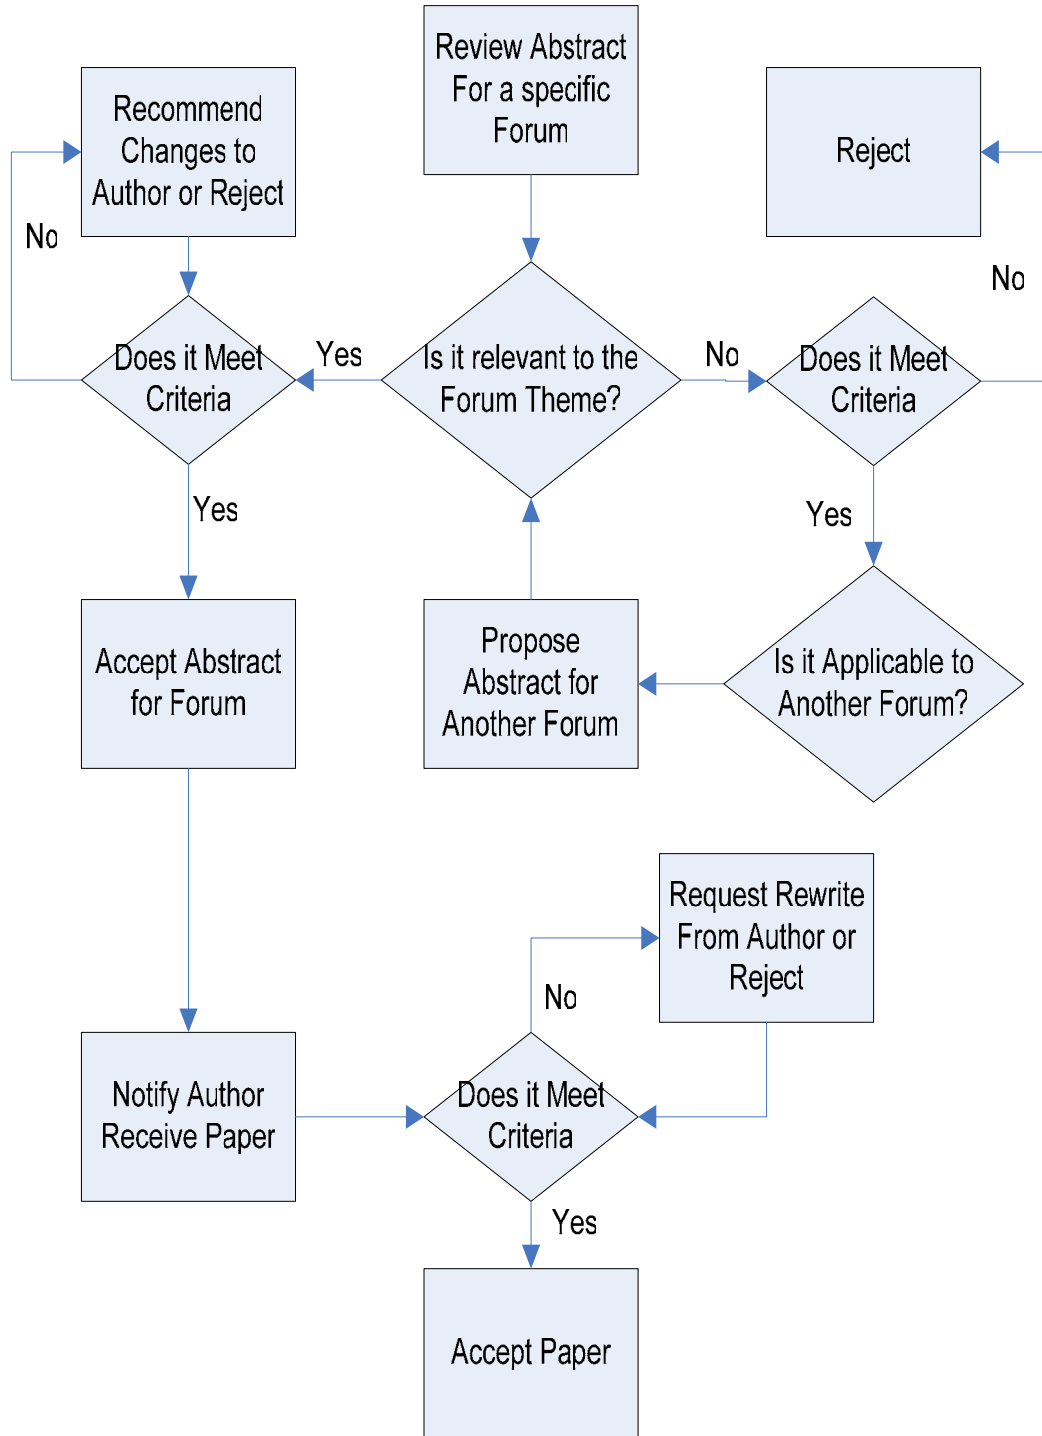 Review Abstract
For a specific
Forum
Recommend
Changes to
Author or Reject
Reject
No
No
Does it Meet
Criteria
Yes
Is it relevant to the
Forum Theme?
No
Does it Meet
Criteria
Yes
Yes
Accept Abstract
for Forum
Propose
Abstract for
Another Forum
Is it Applicable to
Another Forum?
Request Rewrite
From Author or
Reject
No
Notify Author
Receive Paper
Does it Meet
Criteria
Yes
Accept Paper